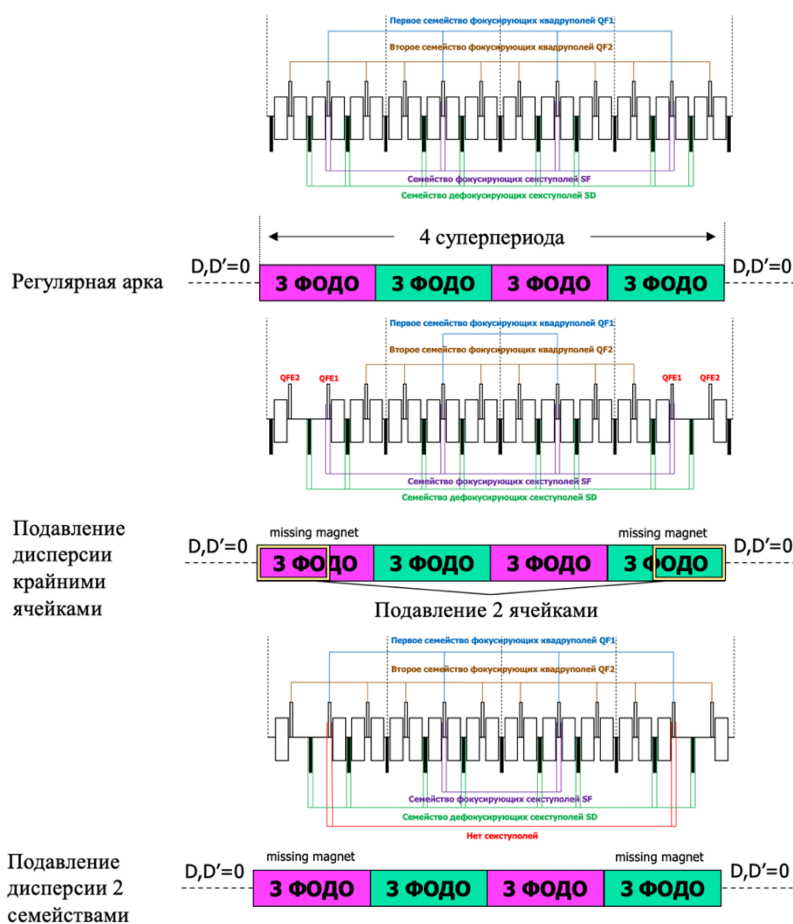 Первое семейство фокусирующих квадруполей QF1
Второе семейство фокусирующих квадруполей QF2
Семейство фокусирующих секступолей SF
Семейство дефокусирующих секступолей SD
4 суперпериода
Регулярная арка
D,D'=0
3 ФОДО
3 ФОДО
3 ФОДО
3 ФОДО
D,D'=0
Первое семейство фокусирующих квадруполей QF1
Второе семейство фокусирующих квадруполей QF2
QFE2
QFE1
QFE1
QFE2
Семейство фокусирующих секступолей SF
Семейство дефокусирующих секступолей SD
Подавление
дисперсии
крайними
ячейками
missing magnet
missing magnet
D,D'=0
3 ФОДО
3 ФОДО
3 ФОДО
3 ФОДО
D,D'=0
Подавление 2 ячейками
Первое семейство фокусирующих квадруполей QF1
Второе семейство фокусирующих квадруполей QF2
Семейство фокусирующих секступолей SF
Семейство дефокусирующих секступолей SD
Нет секступолей
Подавление
дисперсии 2
семействами
missing magnet
missing magnet
D,D'=0
3 ФОДО
3 ФОДО
3 ФОДО
3 ФОДО
D,D'=0